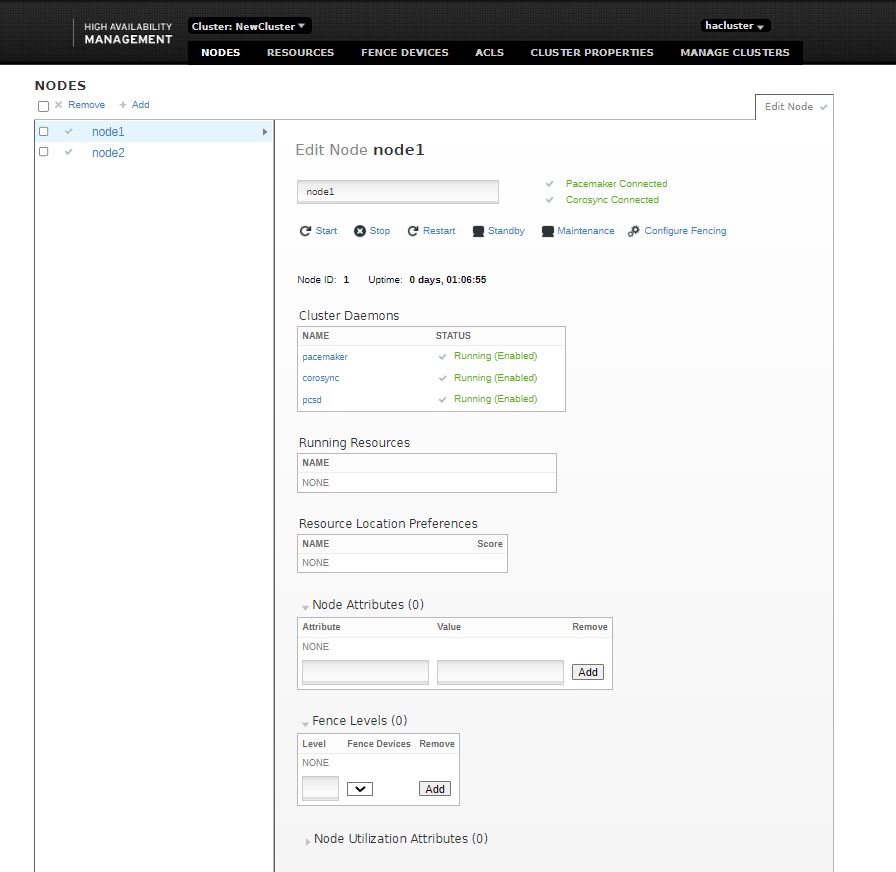 HIGH AVAILABILITY
MANAGEMENT
Cluster: NewCluster
hacluster
NODES RESOURCES FENCE DEVICES ACLS CLUSTER PROPERTIES MANAGE CLUSTERS
NODES
Remove Add
Edit Node
node1
node2
Edit Node node1
node1
Pacemaker Connected
Corosync Connected
Start Stop Restart Standby Maintenance Configure Fencing
Node ID: 1 Uptime: 0 days, 01:06:55
Cluster Daemons
NAME STATUS
pacemaker Running (Enabled)
corosync Running (Enabled)
pcsd Running (Enabled)
Running Resources
NAME
NONE
Resource Location Preferences
NAME Score
NONE
Node Attributes (0)
Attribute Value Remove
NONE
Add
Fence Levels (0)
Level Fence Devices Remove
NONE
Add
Node Utilization Attributes (0)